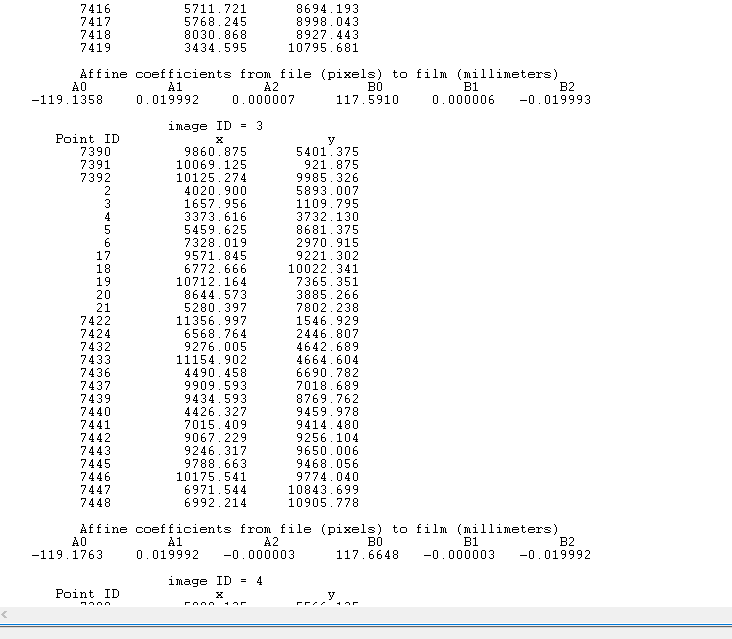 7416 5711.721 8694.193
7417 5768.245 8998.043
7418 8030.868 8927.443
7419 3434.595 10795.681
Affine coefficients from file (pixels) to film (millimeters)
A0 A1 A2 B0 B1 B2
-119.1358 0.019992 0.000007 117.5910 0.000006 -0.019993
image ID = 3
Point ID x y
7390 9860.875 5401.375
7391 10069.125 921.875
7392 10125.274 9985.326
2 4020.900 5893.007
3 1657.956 1109.795
4 3373.616 3732.130
5 5459.625 8681.375
6 7328.019 2970.915
17 9571.845 9221.302
18 6772.666 10022.341
19 10712.164 7365.351
20 8644.573 3885.266
21 5280.397 7802.238
7422 11356.997 1546.929
7424 6568.764 2446.807
7432 9276.005 4642.689
7433 11154.902 4664.604
7436 4490.458 6690.782
7437 9909.593 7018.689
7439 9434.593 8769.762
7440 4426.327 9459.978
7441 7015.409 9414.480
7442 9067.229 9256.104
7443 9246.317 9650.006
7445 9788.663 9468.056
7446 10175.541 9774.040
7447 6971.544 10843.699
7448 6992.214 10905.778
Affine coefficients from file (pixels) to film (millimeters)
A0 A1 A2 B0 B1 B2
-119.1763 0.019992 -0.000003 117.6648 -0.000003 -0.019992
image ID = 4
Point ID x y